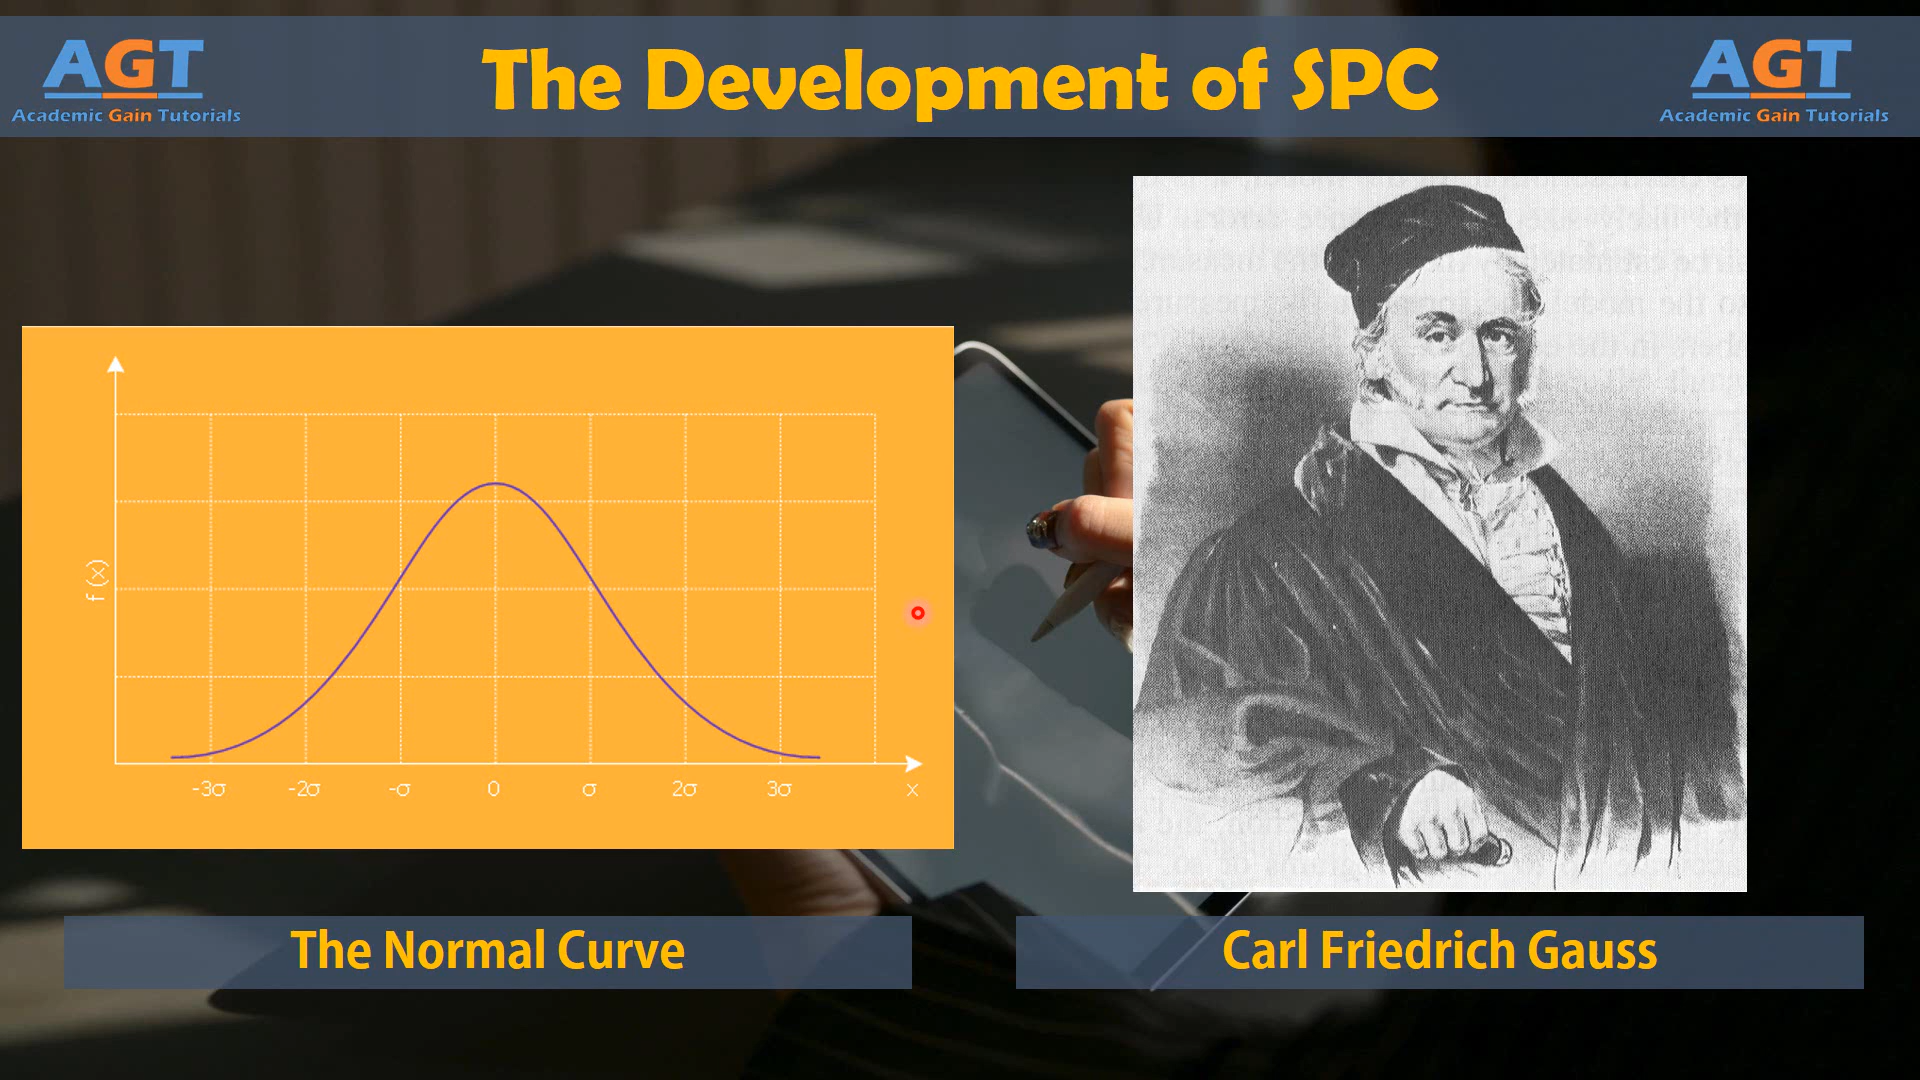 AGT
Academic Gain Tutorials
The Development of SPC
AGT
Academic Gain Tutorials
f (x)
-3σ -2σ -σ 0 σ 2σ 3σ x
The Normal Curve
Carl Friedrich Gauss